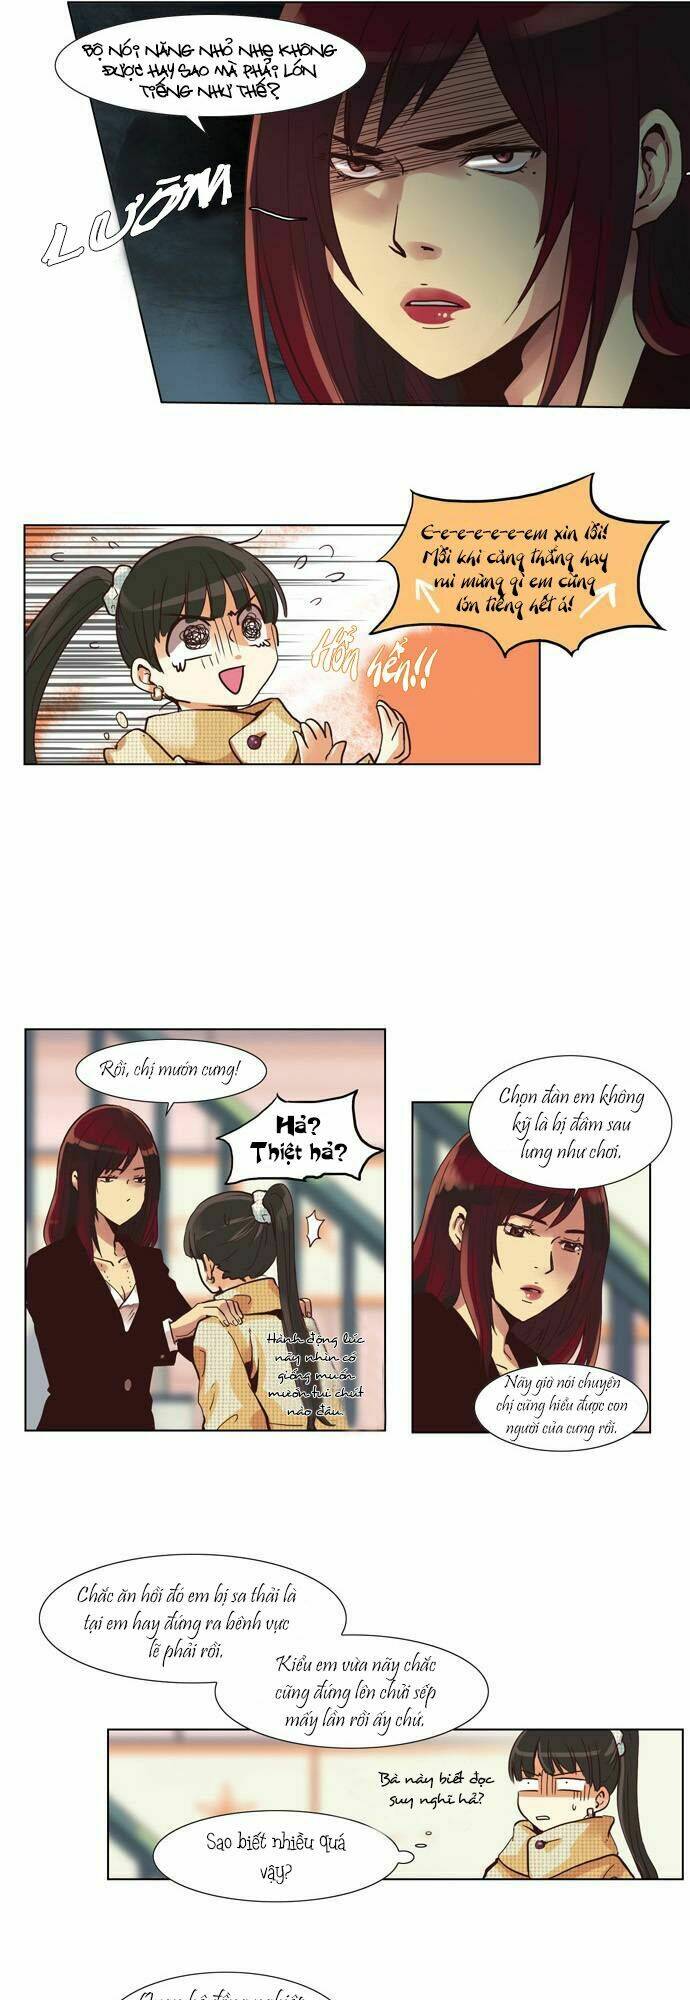 BỘ NÓI NĂNG NHỎ NHẸ KHÔNG
ĐƯỢC HAY SAO MÀ PHẢI LỚN
TIẾNG NHƯ THẾ?
LƯỜM
E-e-e-e-e-e-em xin lỗi!
Mỗi khi căng thẳng hay
vui mừng gì em cũng
lớn tiếng hết á!
Hổn hển!!
Rồi, chị mướn cưng!
Hả?
Thiệt hả?
Hành động lúc
nãy nhìn có
giống muốn
mướn tui chút
nào đâu.
Chọn đàn em không
kỹ là bị đâm sau
lưng như chơi.
Nãy giờ nói chuyện
chị cũng hiểu được con
người của cưng rồi.
Chắc ăn hồi đó em bị sa thải là
tại em hay đứng ra bênh vực
lẽ phải rồi.
Kiểu em vừa nãy chắc
cũng đứng lên chửi sếp
mấy lần rồi ấy chứ.
Bà này biết đọc
suy nghĩ hả?
Sao biết nhiều quá
vậy?